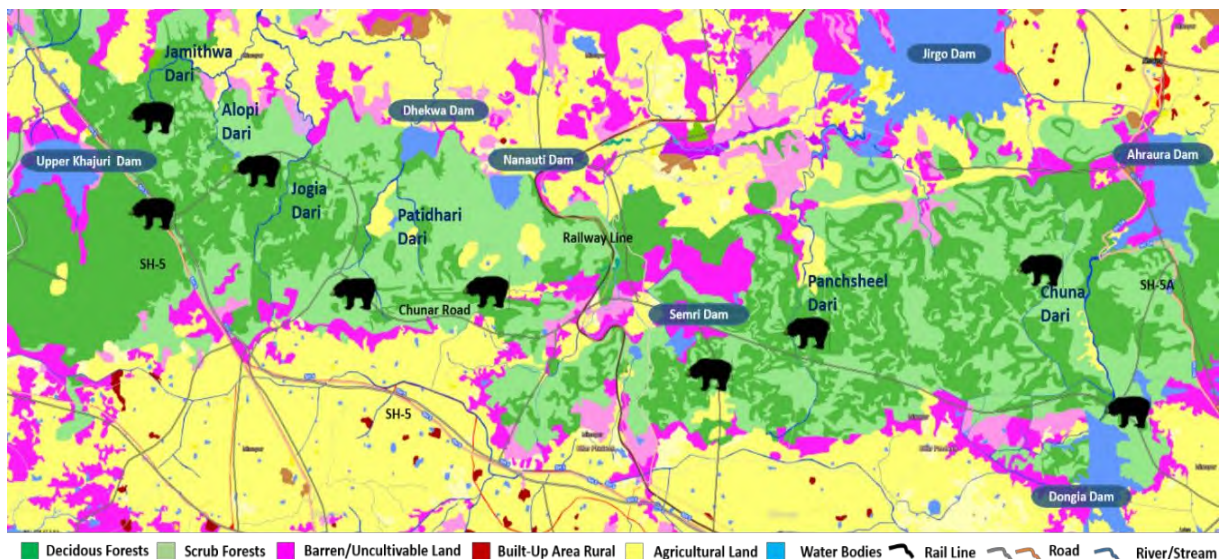 Jamithwa
Dari
Jirgo Dam
Alopi
Dari
Dhekwa Dam
Upper Khajuri Dam
Nanauti Dam
Ahraura Dam
Jogia
Dari
Patidhari
Dari
Railway Line
SH-5
Panchsheel
Dari
Chuna
Dari
SH-5A
Chunar Road
Semri Dam
SH-5
Dongia Dam
Decidous Forests
Scrub Forests
Barren/Uncultivable Land
Built-Up Area Rural
Agricultural Land
Water Bodies
Rail Line
Road
River/Stream